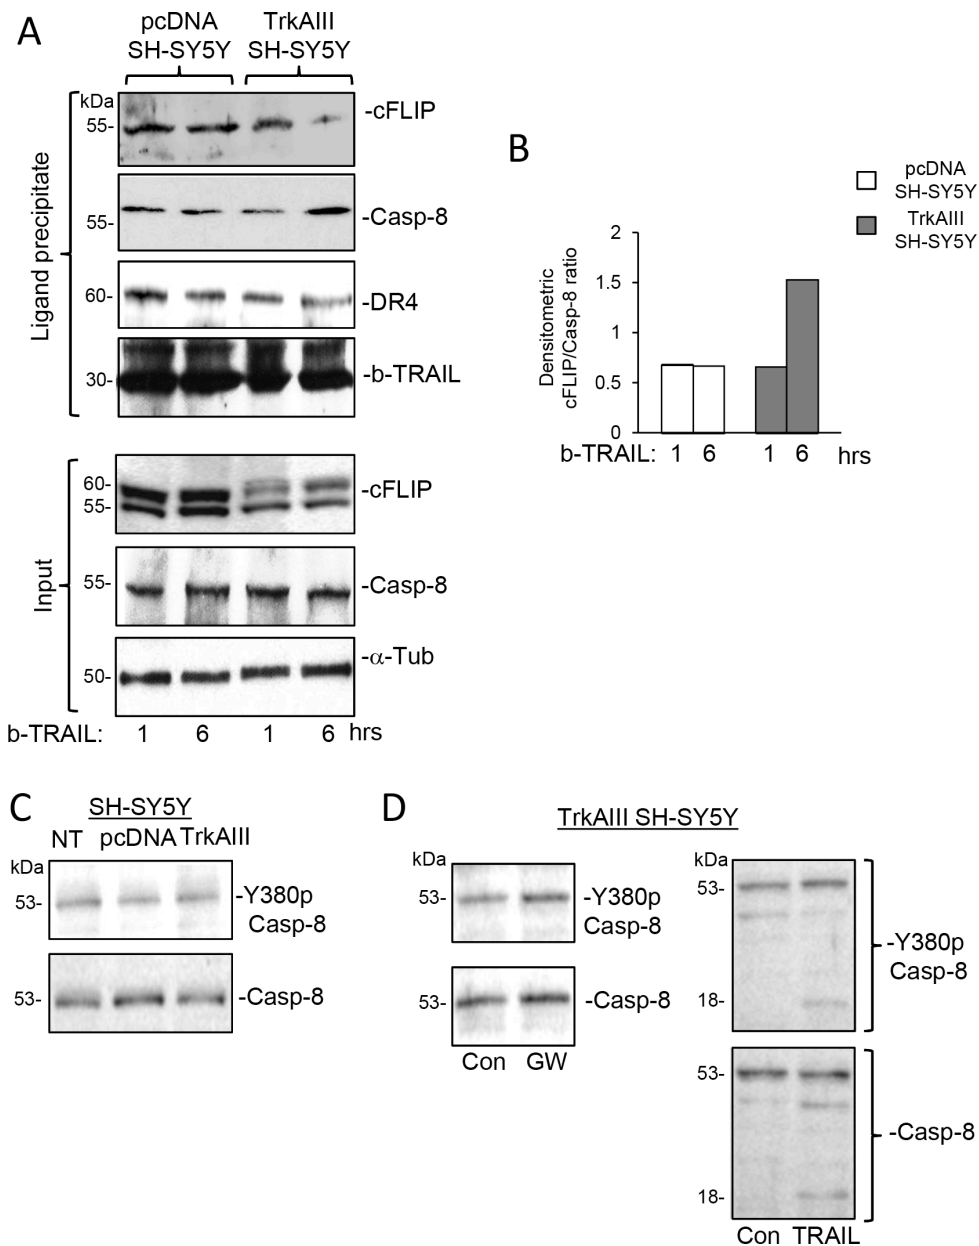 A
pcDNA
SH-SY5Y
TrkAIII
SH-SY5Y
kDa
Ligand precipitate
55-
-cFLIP
55-
-Casp-8
60-
-DR4
30-
-b-TRAIL
Input
60-
55-
-cFLIP
55-
-Casp-8
50-
-α-Tub
b-TRAIL: 1 6 1 6 hrs
B
pcDNA
SH-SY5Y
TrkAIII
SH-SY5Y
Densitometric
cFLIP/Casp-8 ratio
2
1.5
1
0.5
0
b-TRAIL: 1 6 1 6 hrs
C
SH-SY5Y
NT pcDNA TrkAIII
kDa
53-
-Y380p
Casp-8
53-
-Casp-8
D
TrkAIII SH-SY5Y
kDa
53-
-Y380p
Casp-8
53-
-Casp-8
Con GW
kDa
53-
18-
-Y380p
Casp-8
53-
18-
-Casp-8
Con TRAIL